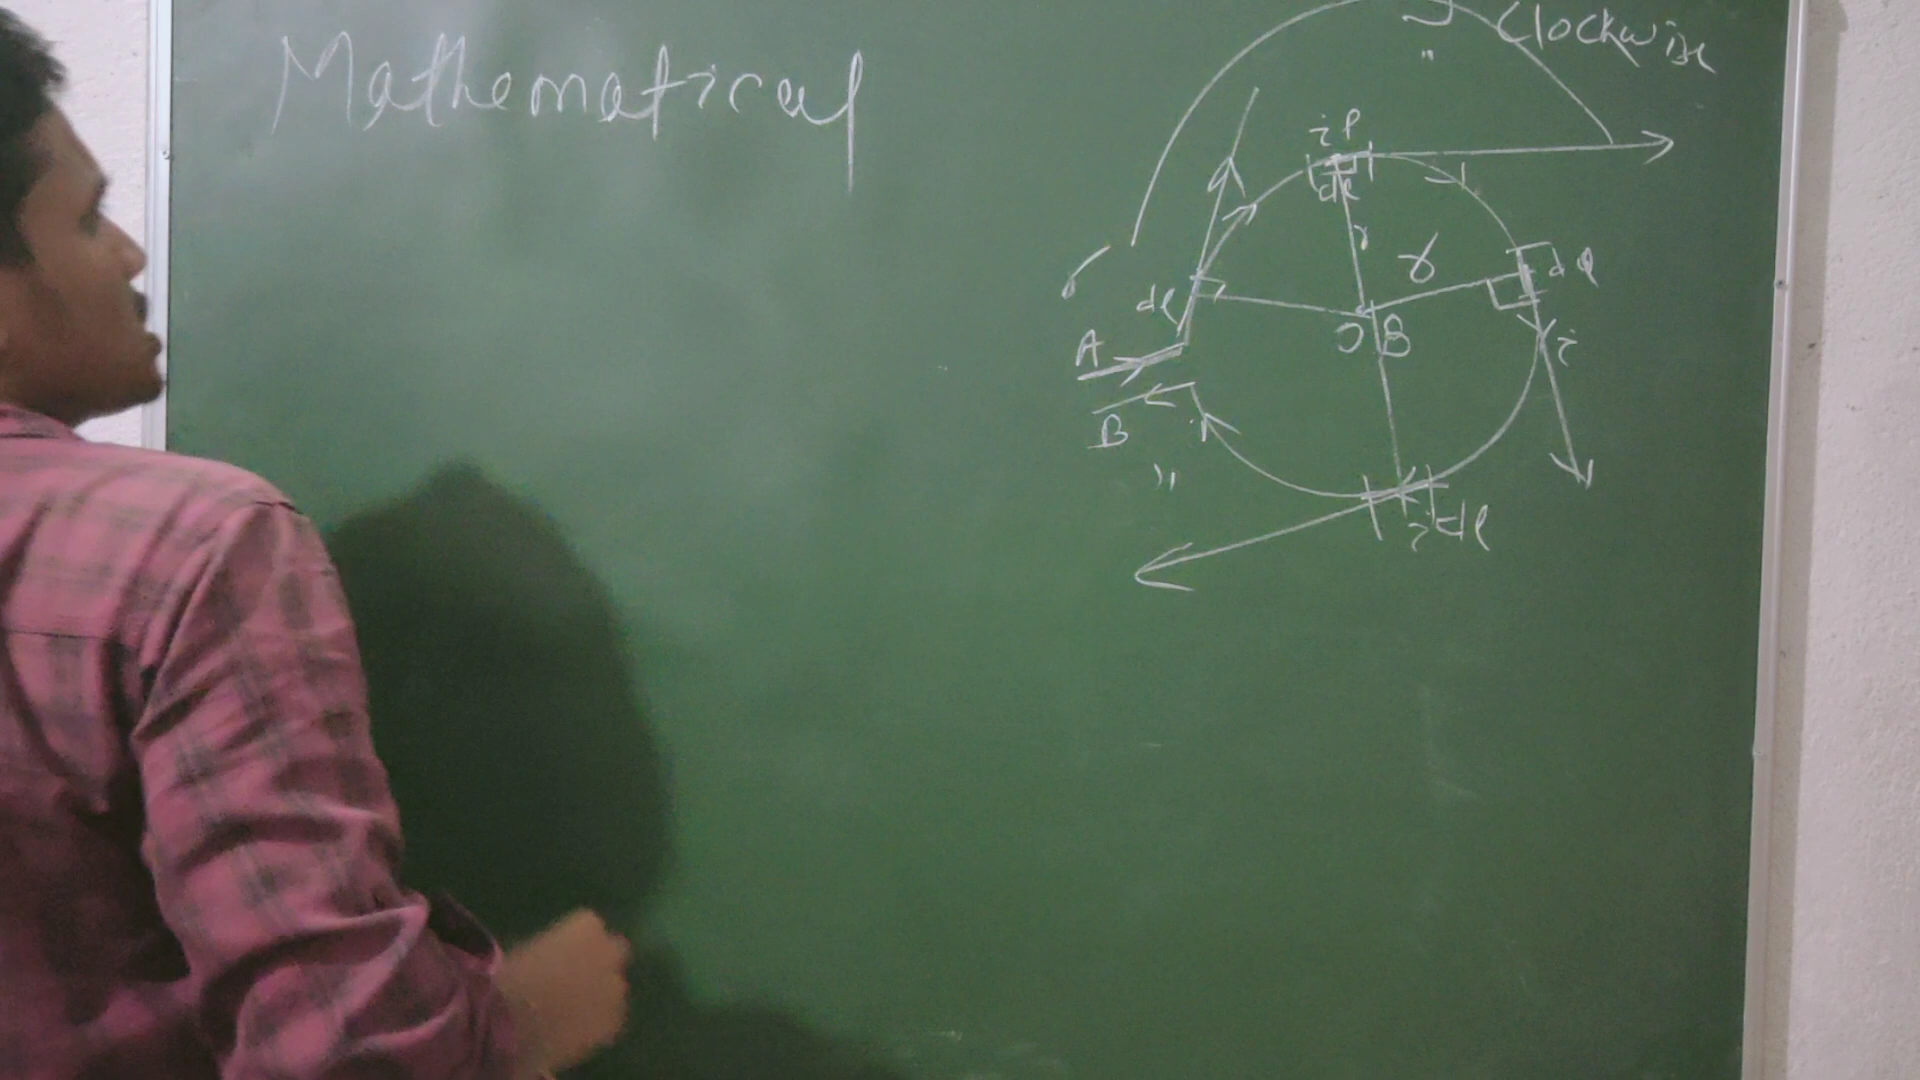 Mathematical
Clockwise
"
i P
dl
r
r
dl
dl
A
O B
i
B
"
i dl